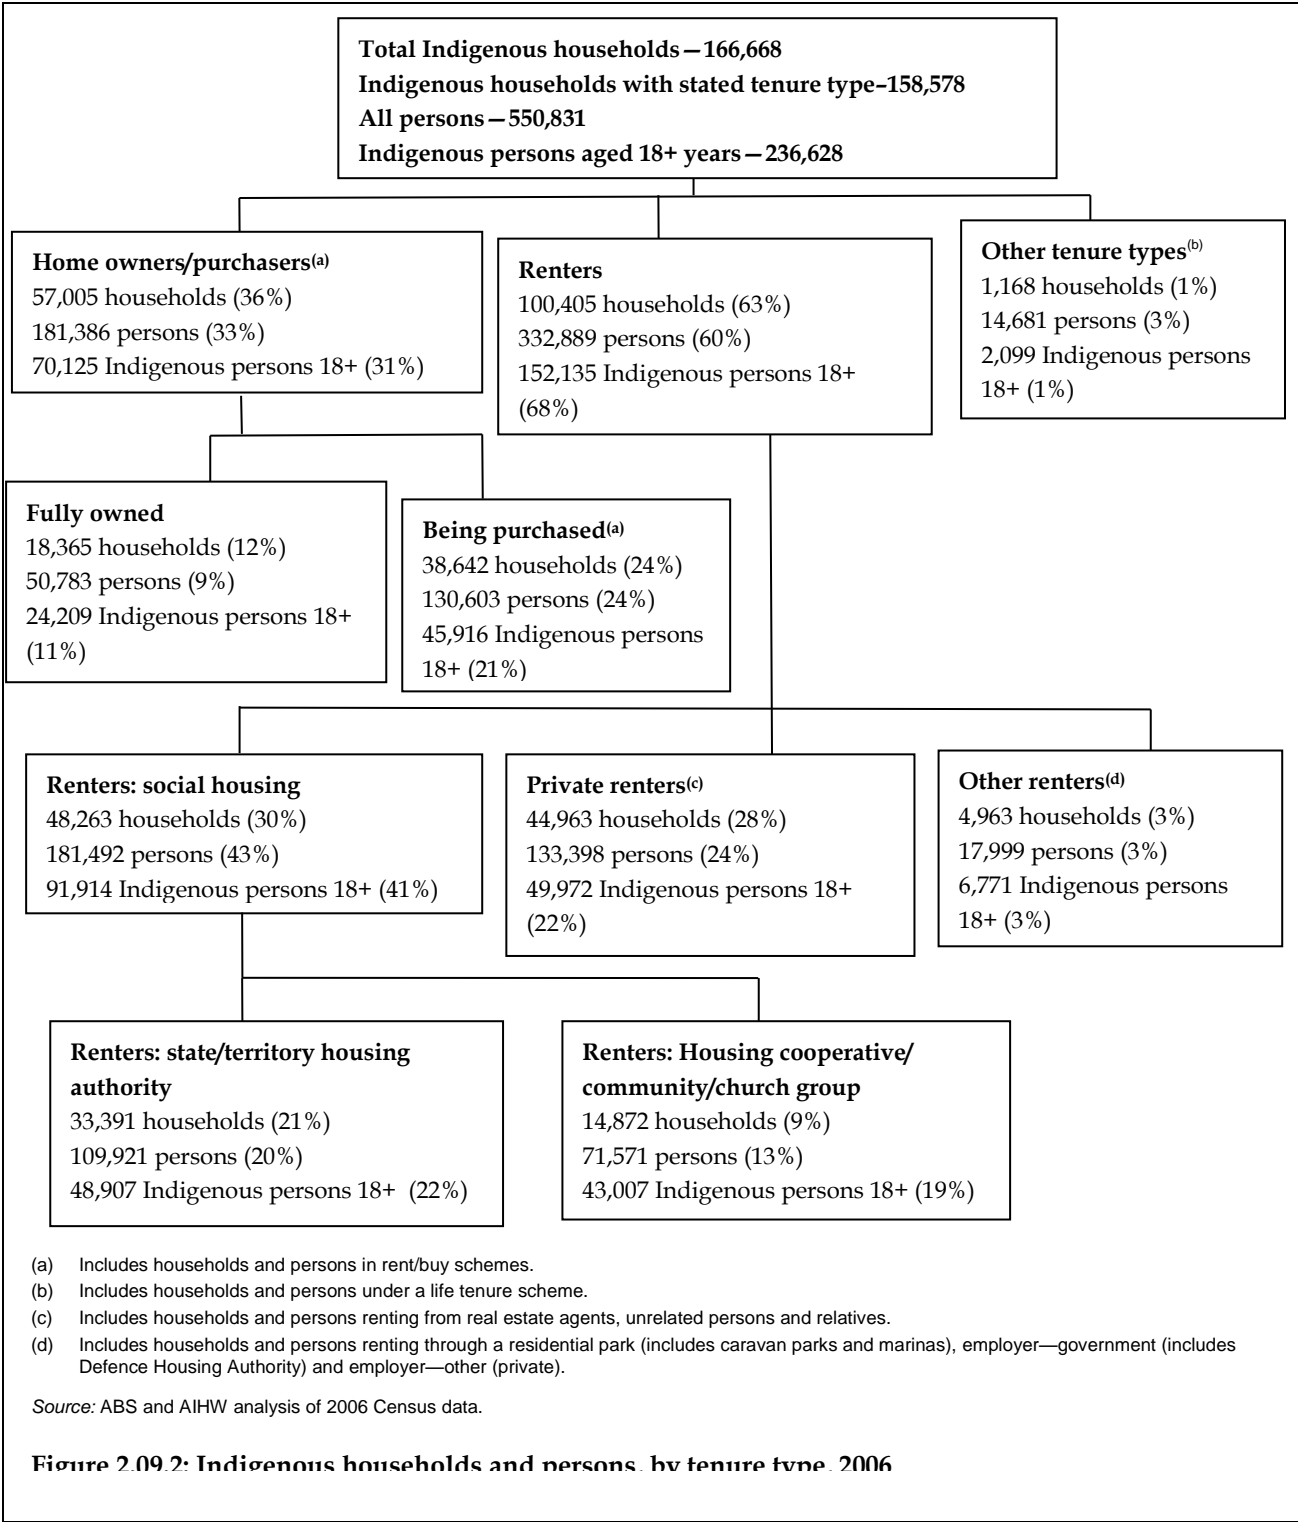 Total Indigenous households—166,668
Indigenous households with stated tenure type–158,578
All persons—550,831
Indigenous persons aged 18+ years—236,628
Home owners/purchasers(a)
57,005 households (36%)
181,386 persons (33%)
70,125 Indigenous persons 18+ (31%)
Renters
100,405 households (63%)
332,889 persons (60%)
152,135 Indigenous persons 18+
(68%)
Other tenure types(b)
1,168 households (1%)
14,681 persons (3%)
2,099 Indigenous persons
18+ (1%)
Fully owned
18,365 households (12%)
50,783 persons (9%)
24,209 Indigenous persons 18+
(11%)
Being purchased(a)
38,642 households (24%)
130,603 persons (24%)
45,916 Indigenous persons
18+ (21%)
Renters: social housing
48,263 households (30%)
181,492 persons (43%)
91,914 Indigenous persons 18+ (41%)
Private renters(c)
44,963 households (28%)
133,398 persons (24%)
49,972 Indigenous persons 18+
(22%)
Other renters(d)
4,963 households (3%)
17,999 persons (3%)
6,771 Indigenous persons
18+ (3%)
Renters: state/territory housing
authority
33,391 households (21%)
109,921 persons (20%)
48,907 Indigenous persons 18+ (22%)
Renters: Housing cooperative/
community/church group
14,872 households (9%)
71,571 persons (13%)
43,007 Indigenous persons 18+ (19%)
(a) Includes households and persons in rent/buy schemes.
(b) Includes households and persons under a life tenure scheme.
(c) Includes households and persons renting from real estate agents, unrelated persons and relatives.
(d) Includes households and persons renting through a residential park (includes caravan parks and marinas), employer—government (includes
Defence Housing Authority) and employer—other (private).
Source: ABS and AIHW analysis of 2006 Census data.
Figure 2.09.2: Indigenous households and persons, by tenure type, 2006